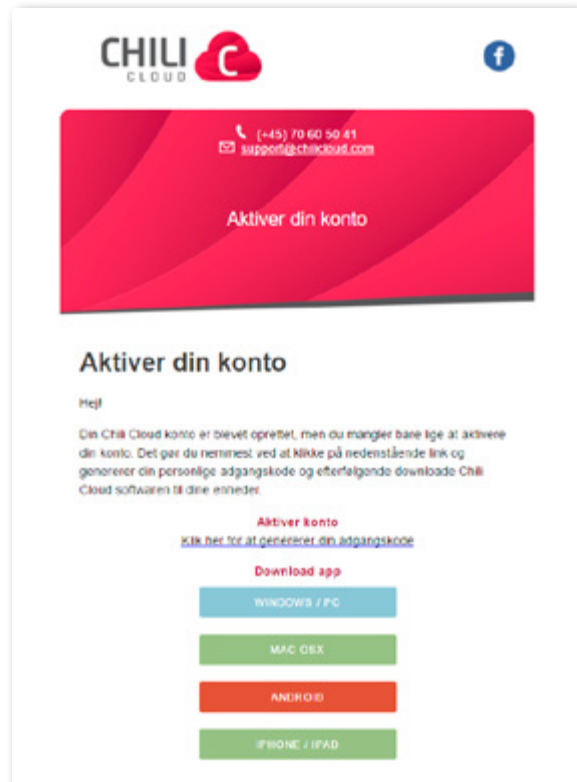 CHILI
CLOUD
(+45) 70 60 50 41
support@chilicloud.com
Aktiver din konto
Aktiver din konto
Hej!
Din Chili Cloud konto er blevet oprettet, men du mangler bare lige at aktivere
din konto. Det gør du nemmest ved at klikke på nedenstående link og
genererer din personlige adgangskode og efterfølgende downloade Chili
Cloud softwaren til dine enheder.
Aktiver konto
Klik her for at genererer din adgangskode
Download app
WINDOWS / PC
MAC OSX
ANDROID
IPHONE / IPAD